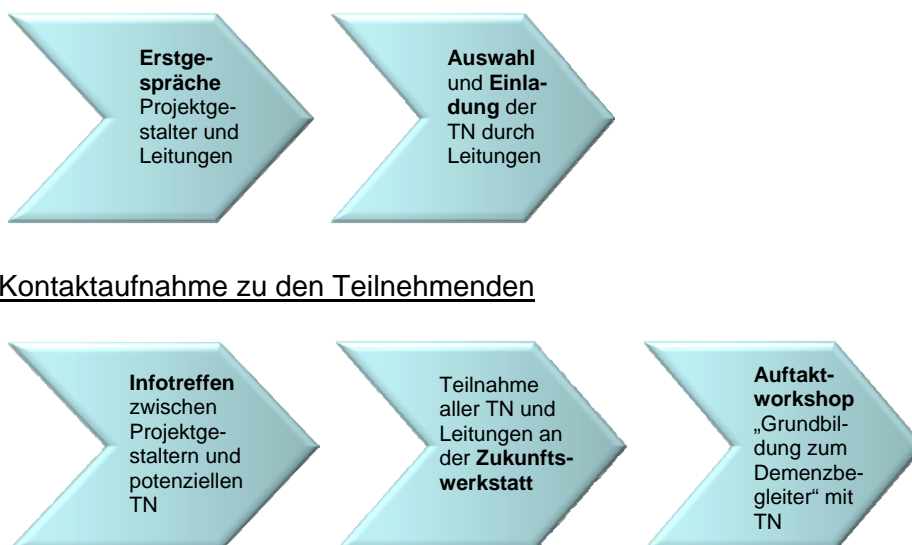 Erstge-
spräche
Projektge-
stalter und
Leitungen
Auswahl
und Einla-
dung der
TN durch
Leitungen
Kontaktaufnahme zu den Teilnehmenden
Infotreffen
zwischen
Projektge-
staltern und
potenziellen
TN
Teilnahme
aller TN und
Leitungen an
der Zukunfts-
werkstatt
Auftakt-
workshop
„Grundbil-
dung zum
Demenzbe-
gleiter“ mit
TN